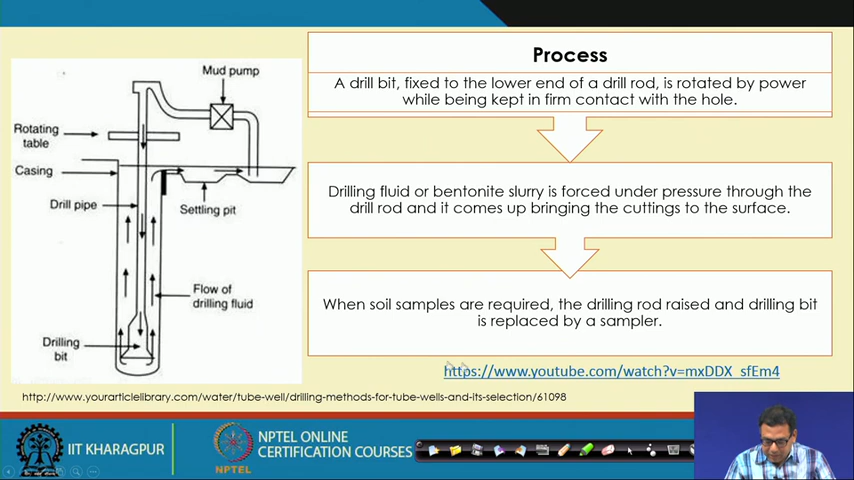 Mud pump
Rotating
table
Casing
Drill pipe
Settling pit
Flow of
drilling fluid
Drilling
bit
Process
A drill bit, fixed to the lower end of a drill rod, is rotated by power
while being kept in firm contact with the hole.
Drilling fluid or bentonite slurry is forced under pressure through the
drill rod and it comes up bringing the cuttings to the surface.
When soil samples are required, the drilling rod raised and drilling bit
is replaced by a sampler.
https://www.youtube.com/watch?v=mxDDX_sfEm4
http://www.yourarticlelibrary.com/water/tube-well/drilling-methods-for-tube-wells-and-its-selection/61098
IIT KHARAGPUR
NPTEL
NPTEL ONLINE
CERTIFICATION COURSES